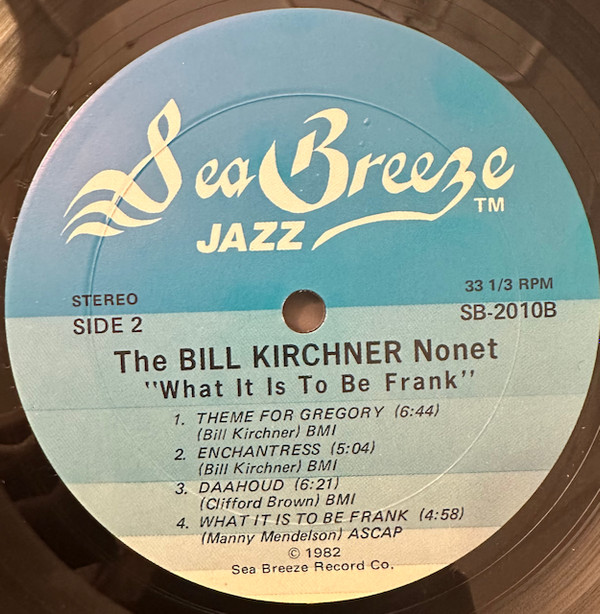 Sea Breeze
TM
JAZZ
STEREO
SIDE 2
33 1/3 RPM
SB-2010B
The BILL KIRCHNER Nonet
"What It Is To Be Frank"
1. THEME FOR GREGORY (6:44)
(Bill Kirchner) BMI
2. ENCHANTRESS (5:04)
(Bill Kirchner) BMI
3. DAAHOUD (6:21)
(Clifford Brown) BMI
4. WHAT IT IS TO BE FRANK (4:58)
(Manny Mendelson) ASCAP
© 1982
Sea Breeze Record Co.